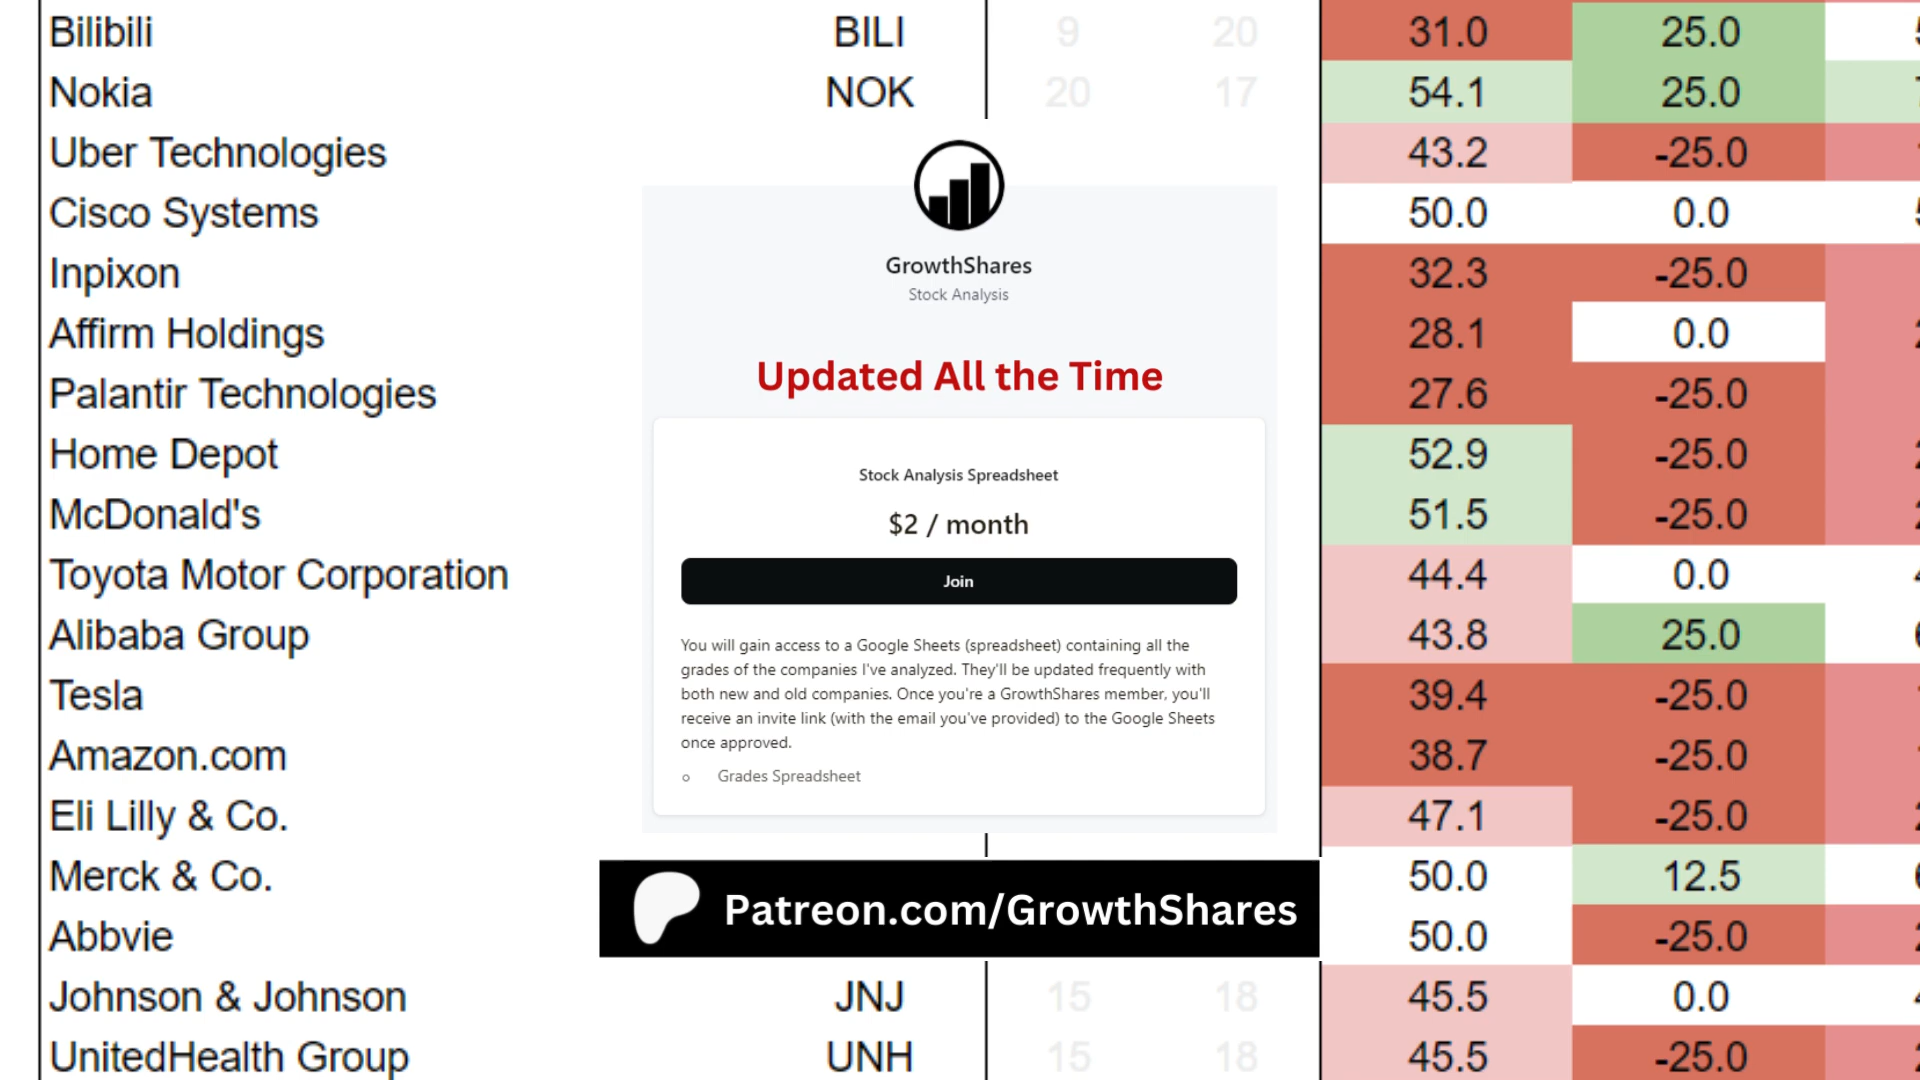 Bilibili BILI 9 20 31.0 25.0
Nokia NOK 20 17 54.1 25.0
Uber Technologies 43.2 -25.0
Cisco Systems 50.0 0.0
Inpixon 32.3 -25.0
Affirm Holdings 28.1 0.0
Palantir Technologies 27.6 -25.0
Home Depot 52.9 -25.0
McDonald's 51.5 -25.0
Toyota Motor Corporation 44.4 0.0
Alibaba Group 43.8 25.0
Tesla 39.4 -25.0
Amazon.com 38.7 -25.0
Eli Lilly & Co. 47.1 -25.0
Merck & Co. 50.0 12.5
Abbvie 50.0 -25.0
Johnson & Johnson JNJ 15 18 45.5 0.0
UnitedHealth Group UNH 15 18 45.5 -25.0
GrowthShares
Stock Analysis
Updated All the Time
Stock Analysis Spreadsheet
$2 / month
Join
You will gain access to a Google Sheets (spreadsheet) containing all the
grades of the companies I've analyzed. They'll be updated frequently with
both new and old companies. Once you're a GrowthShares member, you'll
receive an invite link (with the email you've provided) to the Google Sheets
once approved.
Grades Spreadsheet
Patreon.com/GrowthShares